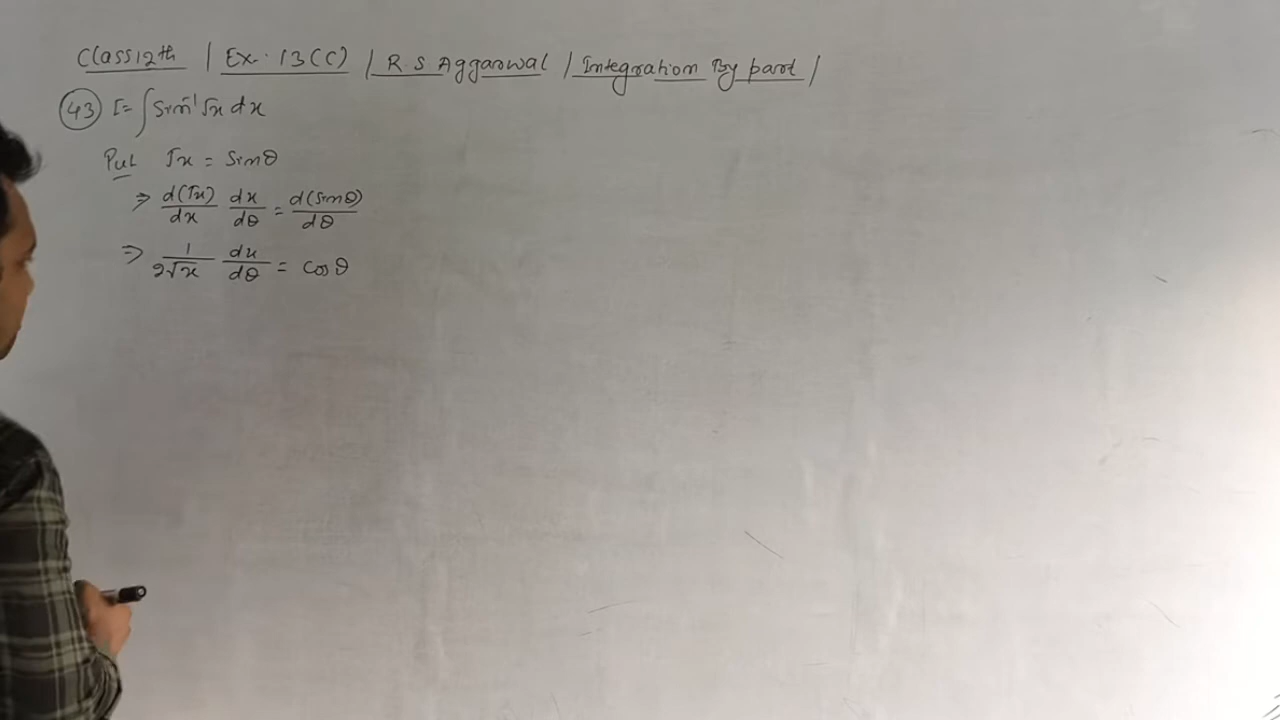 Class 12th / Ex. 13(C) / R S Aggarwal / Integration By part /
(43) I = ∫ Sin⁻¹√x dx
Put √x = Sinθ
⇒ d(√x)/dx dx/dθ = d(Sinθ)/dθ
⇒ 1/2√x dx/dθ = Cosθ